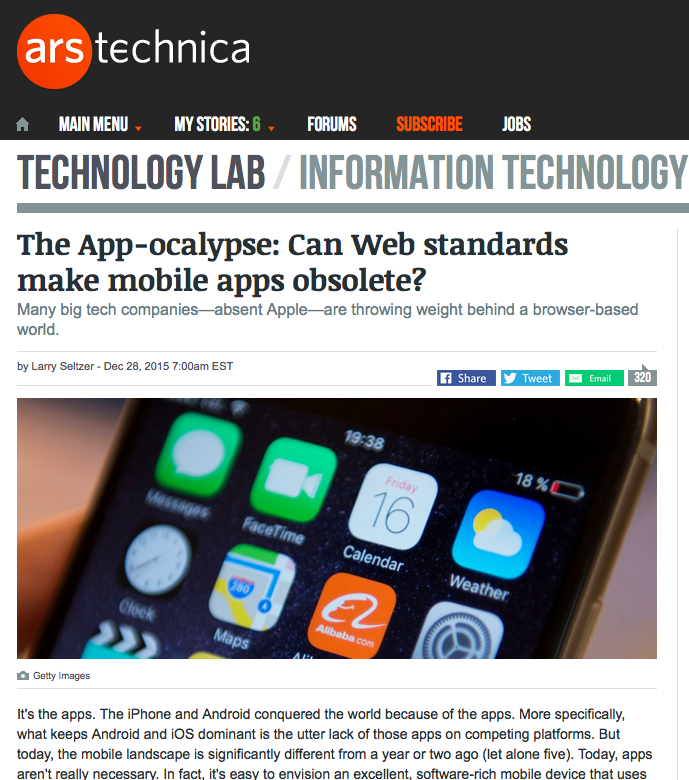 ars technica
MAIN MENU
MY STORIES: 6
FORUMS
SUBSCRIBE
JOBS
TECHNOLOGY LAB / INFORMATION TECHNOLOGY
The App-ocalypse: Can Web standards
make mobile apps obsolete?
Many big tech companies—absent Apple—are throwing weight behind a browser-based
world.
by Larry Seltzer - Dec 28, 2015 7:00am EST
Share
Tweet
Email
320
19:38
18 %
Messages
FaceTime
Friday
16
Calendar
Weather
Clock
280
Maps
Alibaba.com
Getty Images
It's the apps. The iPhone and Android conquered the world because of the apps. More specifically,
what keeps Android and iOS dominant is the utter lack of those apps on competing platforms. But
today, the mobile landscape is significantly different from a year or two ago (let alone five). Today, apps
aren't really necessary. In fact, it's easy to envision an excellent, software-rich mobile device that uses